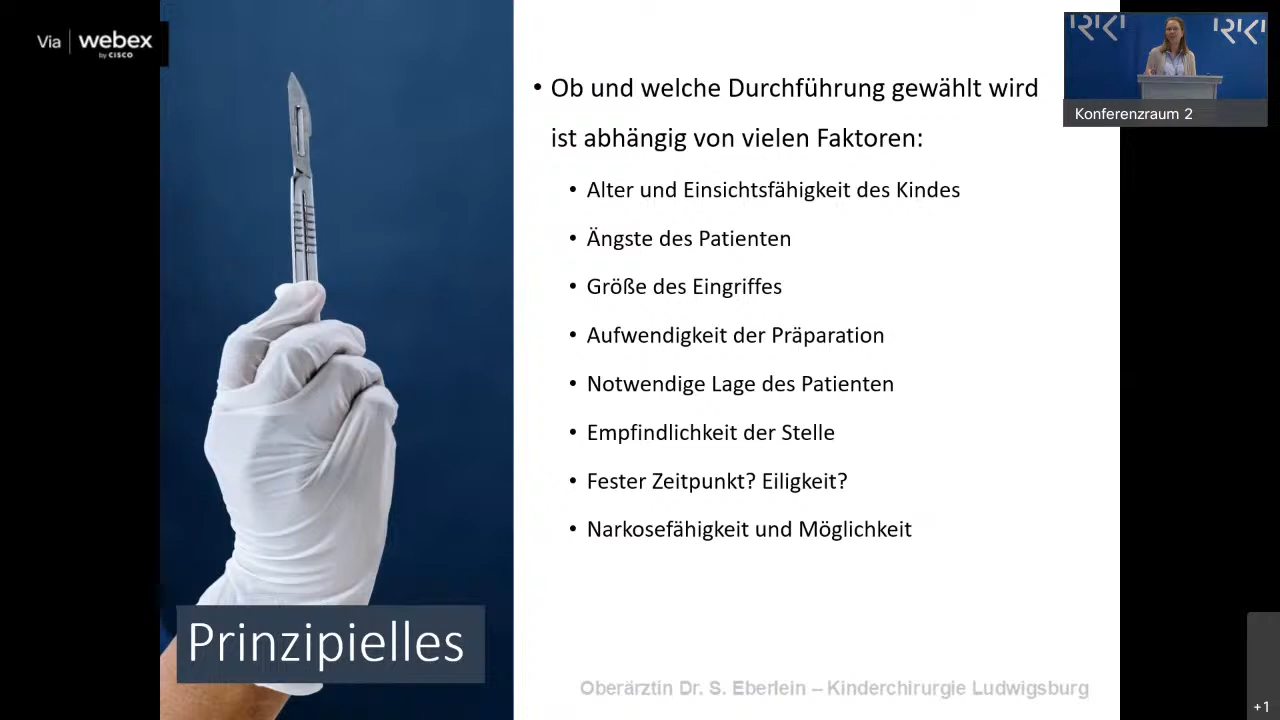 Via webex
by CISCO
Ob und welche Durchführung gewählt wird
ist abhängig von vielen Faktoren:
Alter und Einsichtsfähigkeit des Kindes
Ängste des Patienten
Größe des Eingriffes
Aufwendigkeit der Präparation
Notwendige Lage des Patienten
Empfindlichkeit der Stelle
Fester Zeitpunkt? Eiligkeit?
Narkosefähigkeit und Möglichkeit
Prinzipielles
Oberärztin Dr. S. Eberlein – Kinderchirurgie Ludwigsburg
Konferenzraum 2
+1